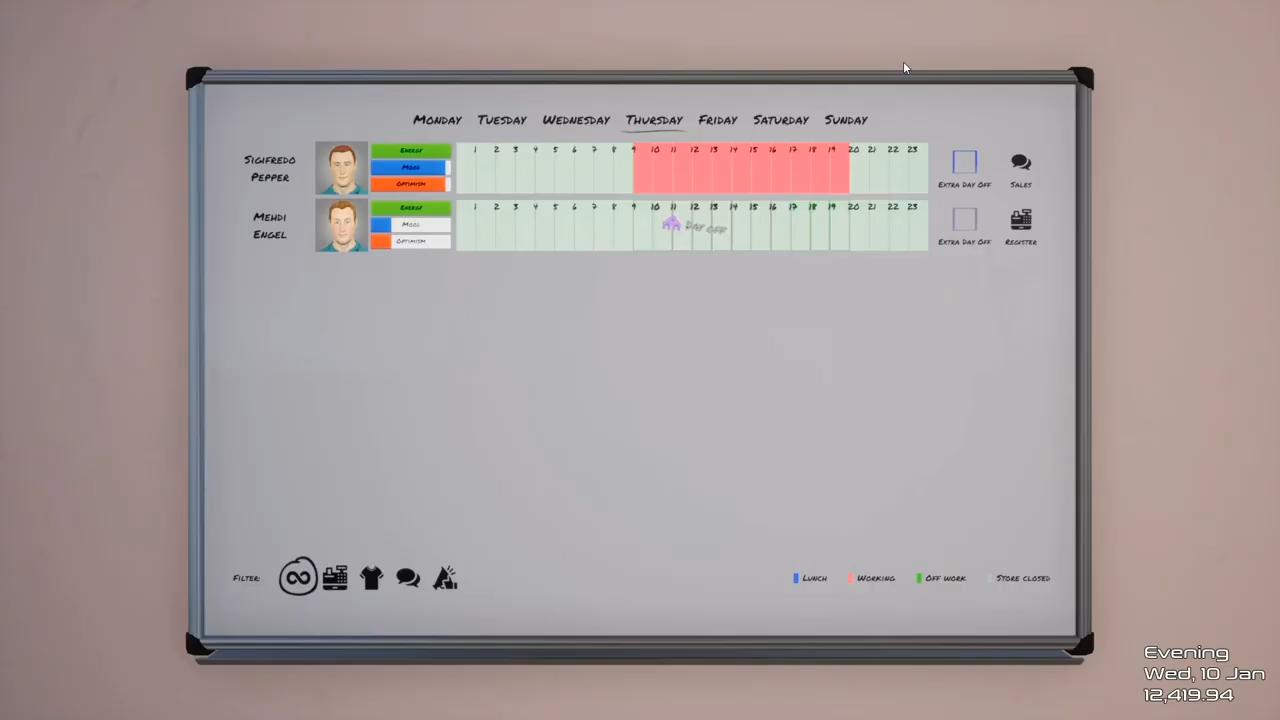 MONDAY TUESDAY WEDNESDAY THURSDAY FRIDAY SATURDAY SUNDAY
SIGIFREDO PEPPER
ENERGY
MOOD
OPTIMISM
1 2 3 4 5 6 7 8 9 10 11 12 13 14 15 16 17 18 19 20 21 22 23
EXTRA DAY OFF
SALES
MEHDI ENGEL
ENERGY
MOOD
OPTIMISM
1 2 3 4 5 6 7 8 9 10 11 12 13 14 15 16 17 18 19 20 21 22 23
DAY OFF
EXTRA DAY OFF
REGISTER
FILTER:
LUNCH WORKING OFF WORK STORE CLOSED
Evening
Wed, 10 Jan
12,419.94